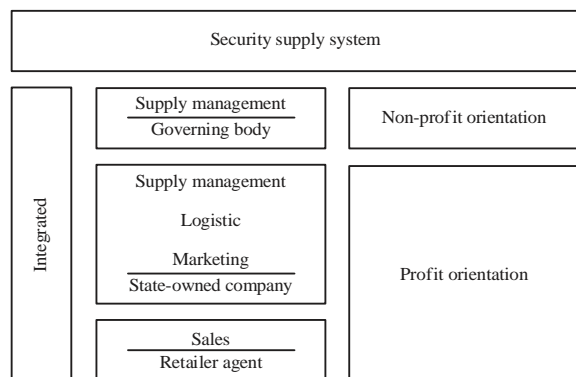 Security supply system
Integrated
Supply management
Governing body
Non-profit orientation
Supply management
Logistic
Marketing
State-owned company
Profit orientation
Sales
Retailer agent